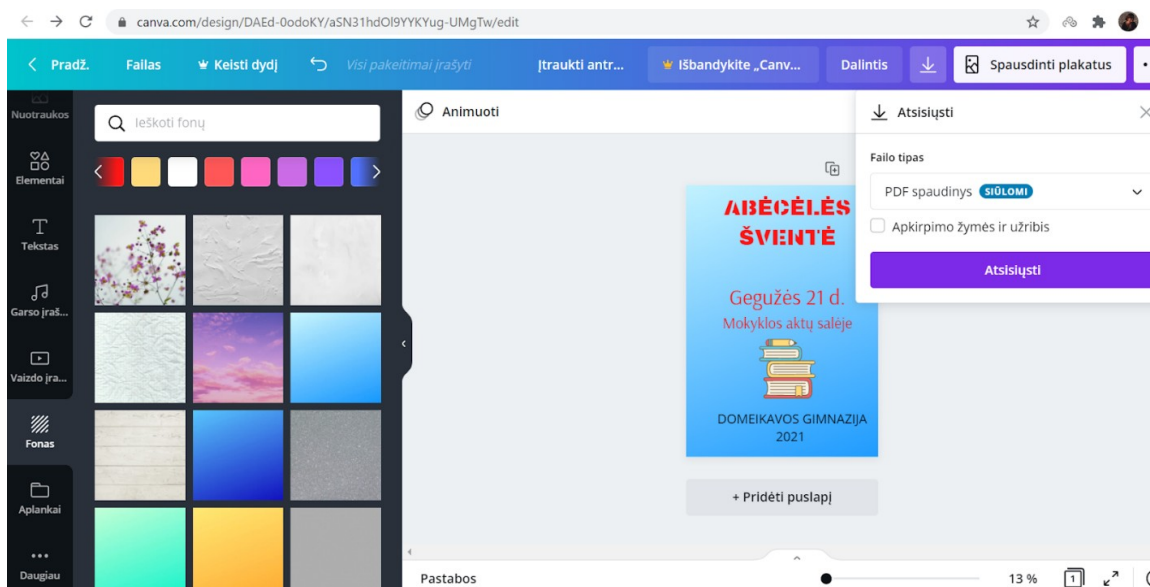 canva.com/design/DAEd-0odoKY/aSN31hdOl9YYKYug-UMgTw/edit
Pradž. Failas Keisti dydį Visi pakeitimai įrašyti Įtraukti antr... Išbandykite „Canv... Dalintis Spausdinti plakatus
Nuotraukos
Elementai
Tekstas
Garso įraš...
Vaizdo įra...
Fonas
Aplankai
Daugiau
Ieškoti fonų
Animuoti
ABĖCĖLĖS
ŠVENTĖ
Gegužės 21 d.
Mokyklos aktų salėje
DOMEIKAVOS GIMNAZIJA
2021
+ Pridėti puslapį
Atsisiųsti
Failo tipas
PDF spaudinys SIŪLOMI
Apkirpimo žymės ir užribis
Atsisiųsti
Pastabos
13 %
1